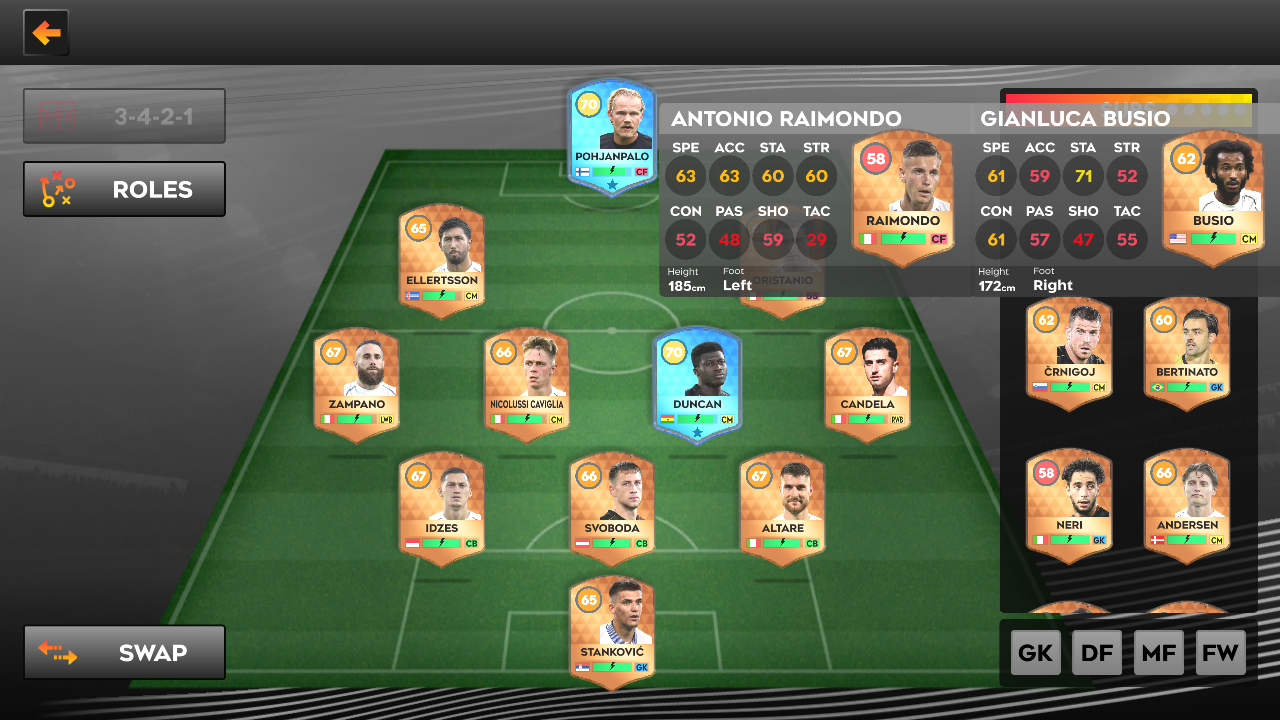 3-4-2-1
ROLES
SWAP
70
POHJANPALO
CF
65
ELLERTSSON
CM
ORISTANIO
67
ZAMPANO
LWB
66
NICOLUSSI CAVIGLIA
CM
70
DUNCAN
CM
67
CANDELA
RWB
67
IDZES
CB
66
SVOBODA
CB
67
ALTARE
CB
65
STANKOVIĆ
GK
ANTONIO RAIMONDO
SPE ACC STA STR
63 63 60 60
CON PAS SHO TAC
52 48 59 29
Height Foot
185cm Left
58
RAIMONDO
CF
GIANLUCA BUSIO
SPE ACC STA STR
61 59 71 52
CON PAS SHO TAC
61 57 47 55
Height Foot
172cm Right
62
BUSIO
CM
SUBS
62
ČRNIGOJ
CM
60
BERTINATO
GK
58
NERI
GK
66
ANDERSEN
CM
GK DF MF FW